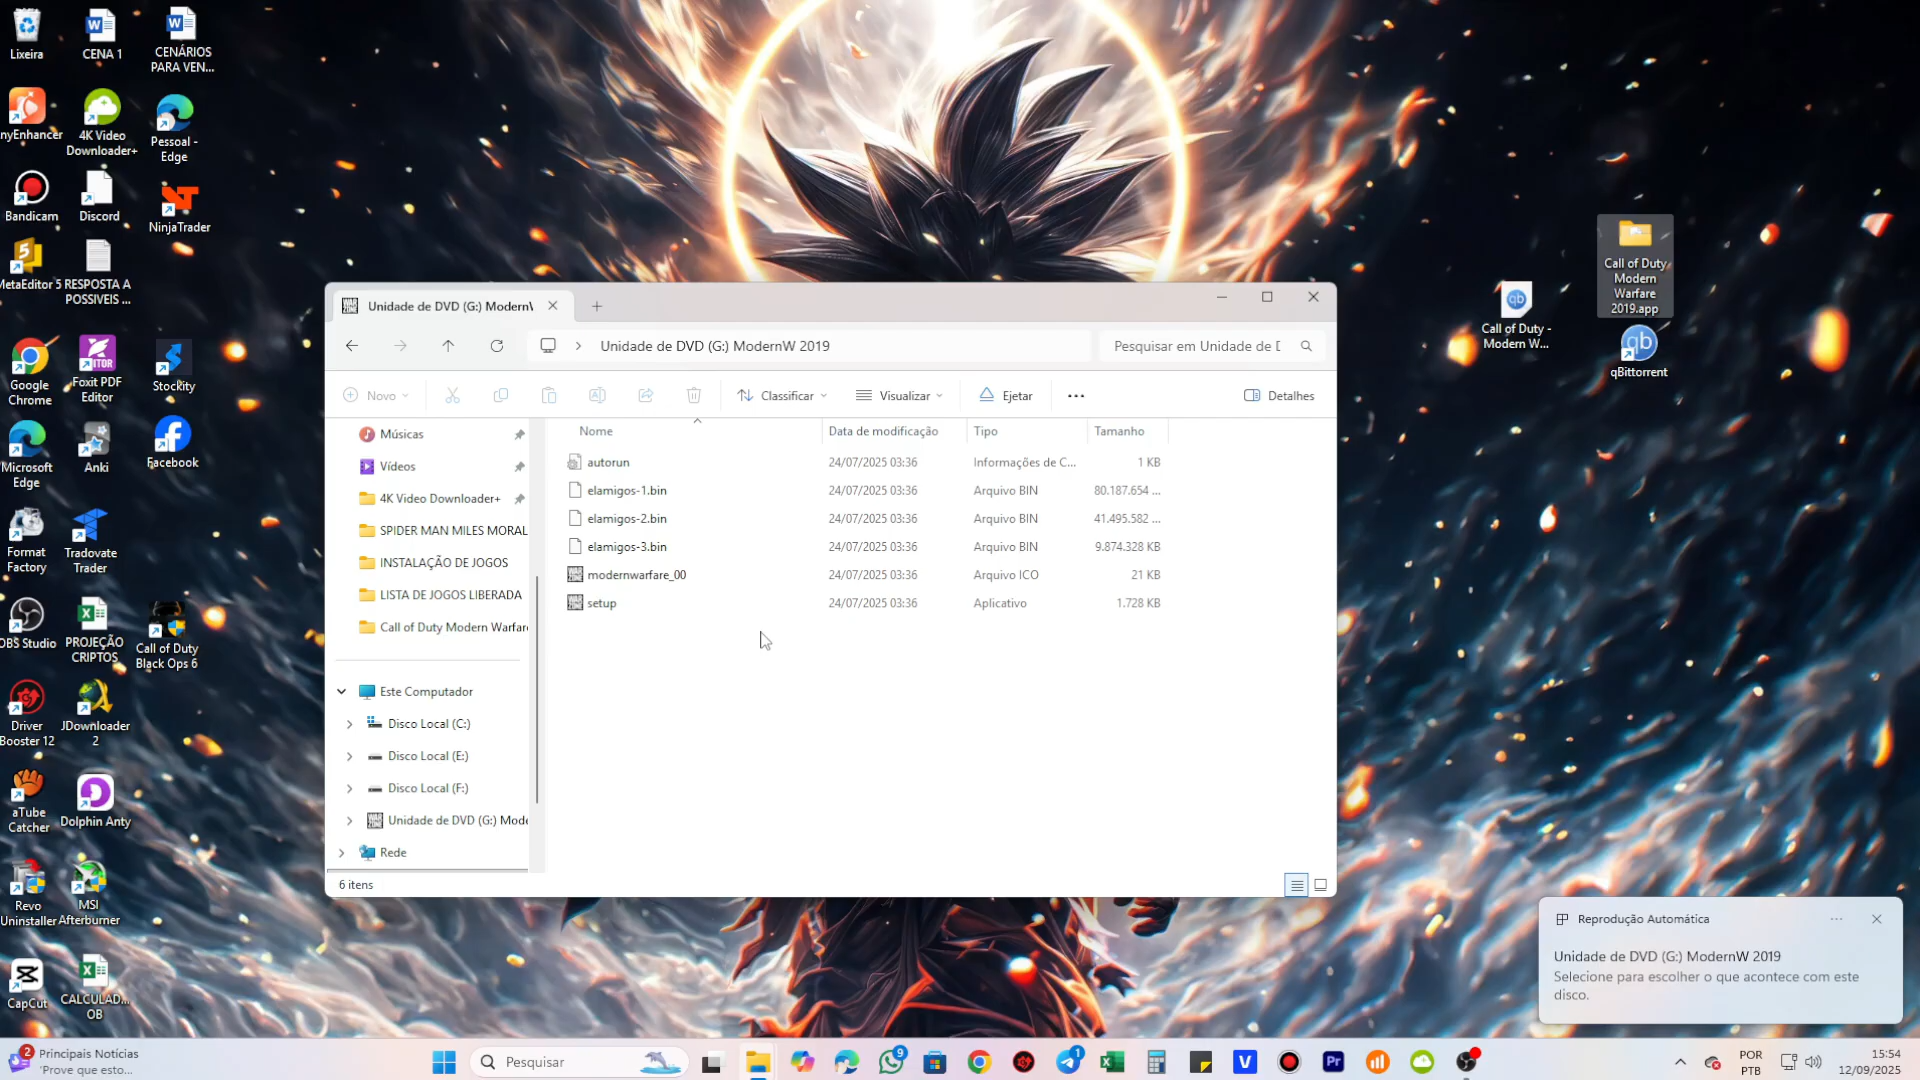 Lixeira
CENA 1
CENÁRIOS
PARA VEN...
nyEnhancer
4K Video
Downloader+
Pessoal -
Edge
Bandicam
Discord
NinjaTrader
MetaEditor 5
RESPOSTA A
POSSIVEIS ...
Google
Chrome
Foxit PDF
Editor
Stockity
Microsoft
Edge
Anki
Facebook
Format
Factory
Tradovate
Trader
OBS Studio
PROJEÇÃO
CRIPTOS
Call of Duty
Black Ops 6
Driver
Booster 12
JDownloader
2
aTube
Catcher
Dolphin Anty
Revo
Uninstaller
MSI
Afterburner
CapCut
CALCULAD...
OB
Call of Duty -
Modern W...
Call of Duty
Modern
Warfare
2019.app
qb
qb
qBittorrent
Unidade de DVD (G:) ModernW
Unidade de DVD (G:) ModernW 2019
Pesquisar em Unidade de D
Novo
Classificar
Visualizar
Ejetar
Detalhes
Músicas
Vídeos
4K Video Downloader+
SPIDER MAN MILES MORAL
INSTALAÇÃO DE JOGOS
LISTA DE JOGOS LIBERADA
Call of Duty Modern Warfare
Este Computador
Disco Local (C:)
Disco Local (E:)
Disco Local (F:)
Unidade de DVD (G:) Mode
Rede
Nome
Data de modificação
Tipo
Tamanho
autorun
24/07/2025 03:36
Informações de C...
1 KB
elamigos-1.bin
24/07/2025 03:36
Arquivo BIN
80.187.654 ...
elamigos-2.bin
24/07/2025 03:36
Arquivo BIN
41.495.582 ...
elamigos-3.bin
24/07/2025 03:36
Arquivo BIN
9.874.328 KB
modernwarfare_00
24/07/2025 03:36
Arquivo ICO
21 KB
setup
24/07/2025 03:36
Aplicativo
1.728 KB
6 itens
Reprodução Automática
Unidade de DVD (G:) ModernW 2019
Selecione para escolher o que acontece com este
disco.
2
Principais Notícias
'Prove que esto...
Pesquisar
9
1
Pr
POR
PTB
15:54
12/09/2025